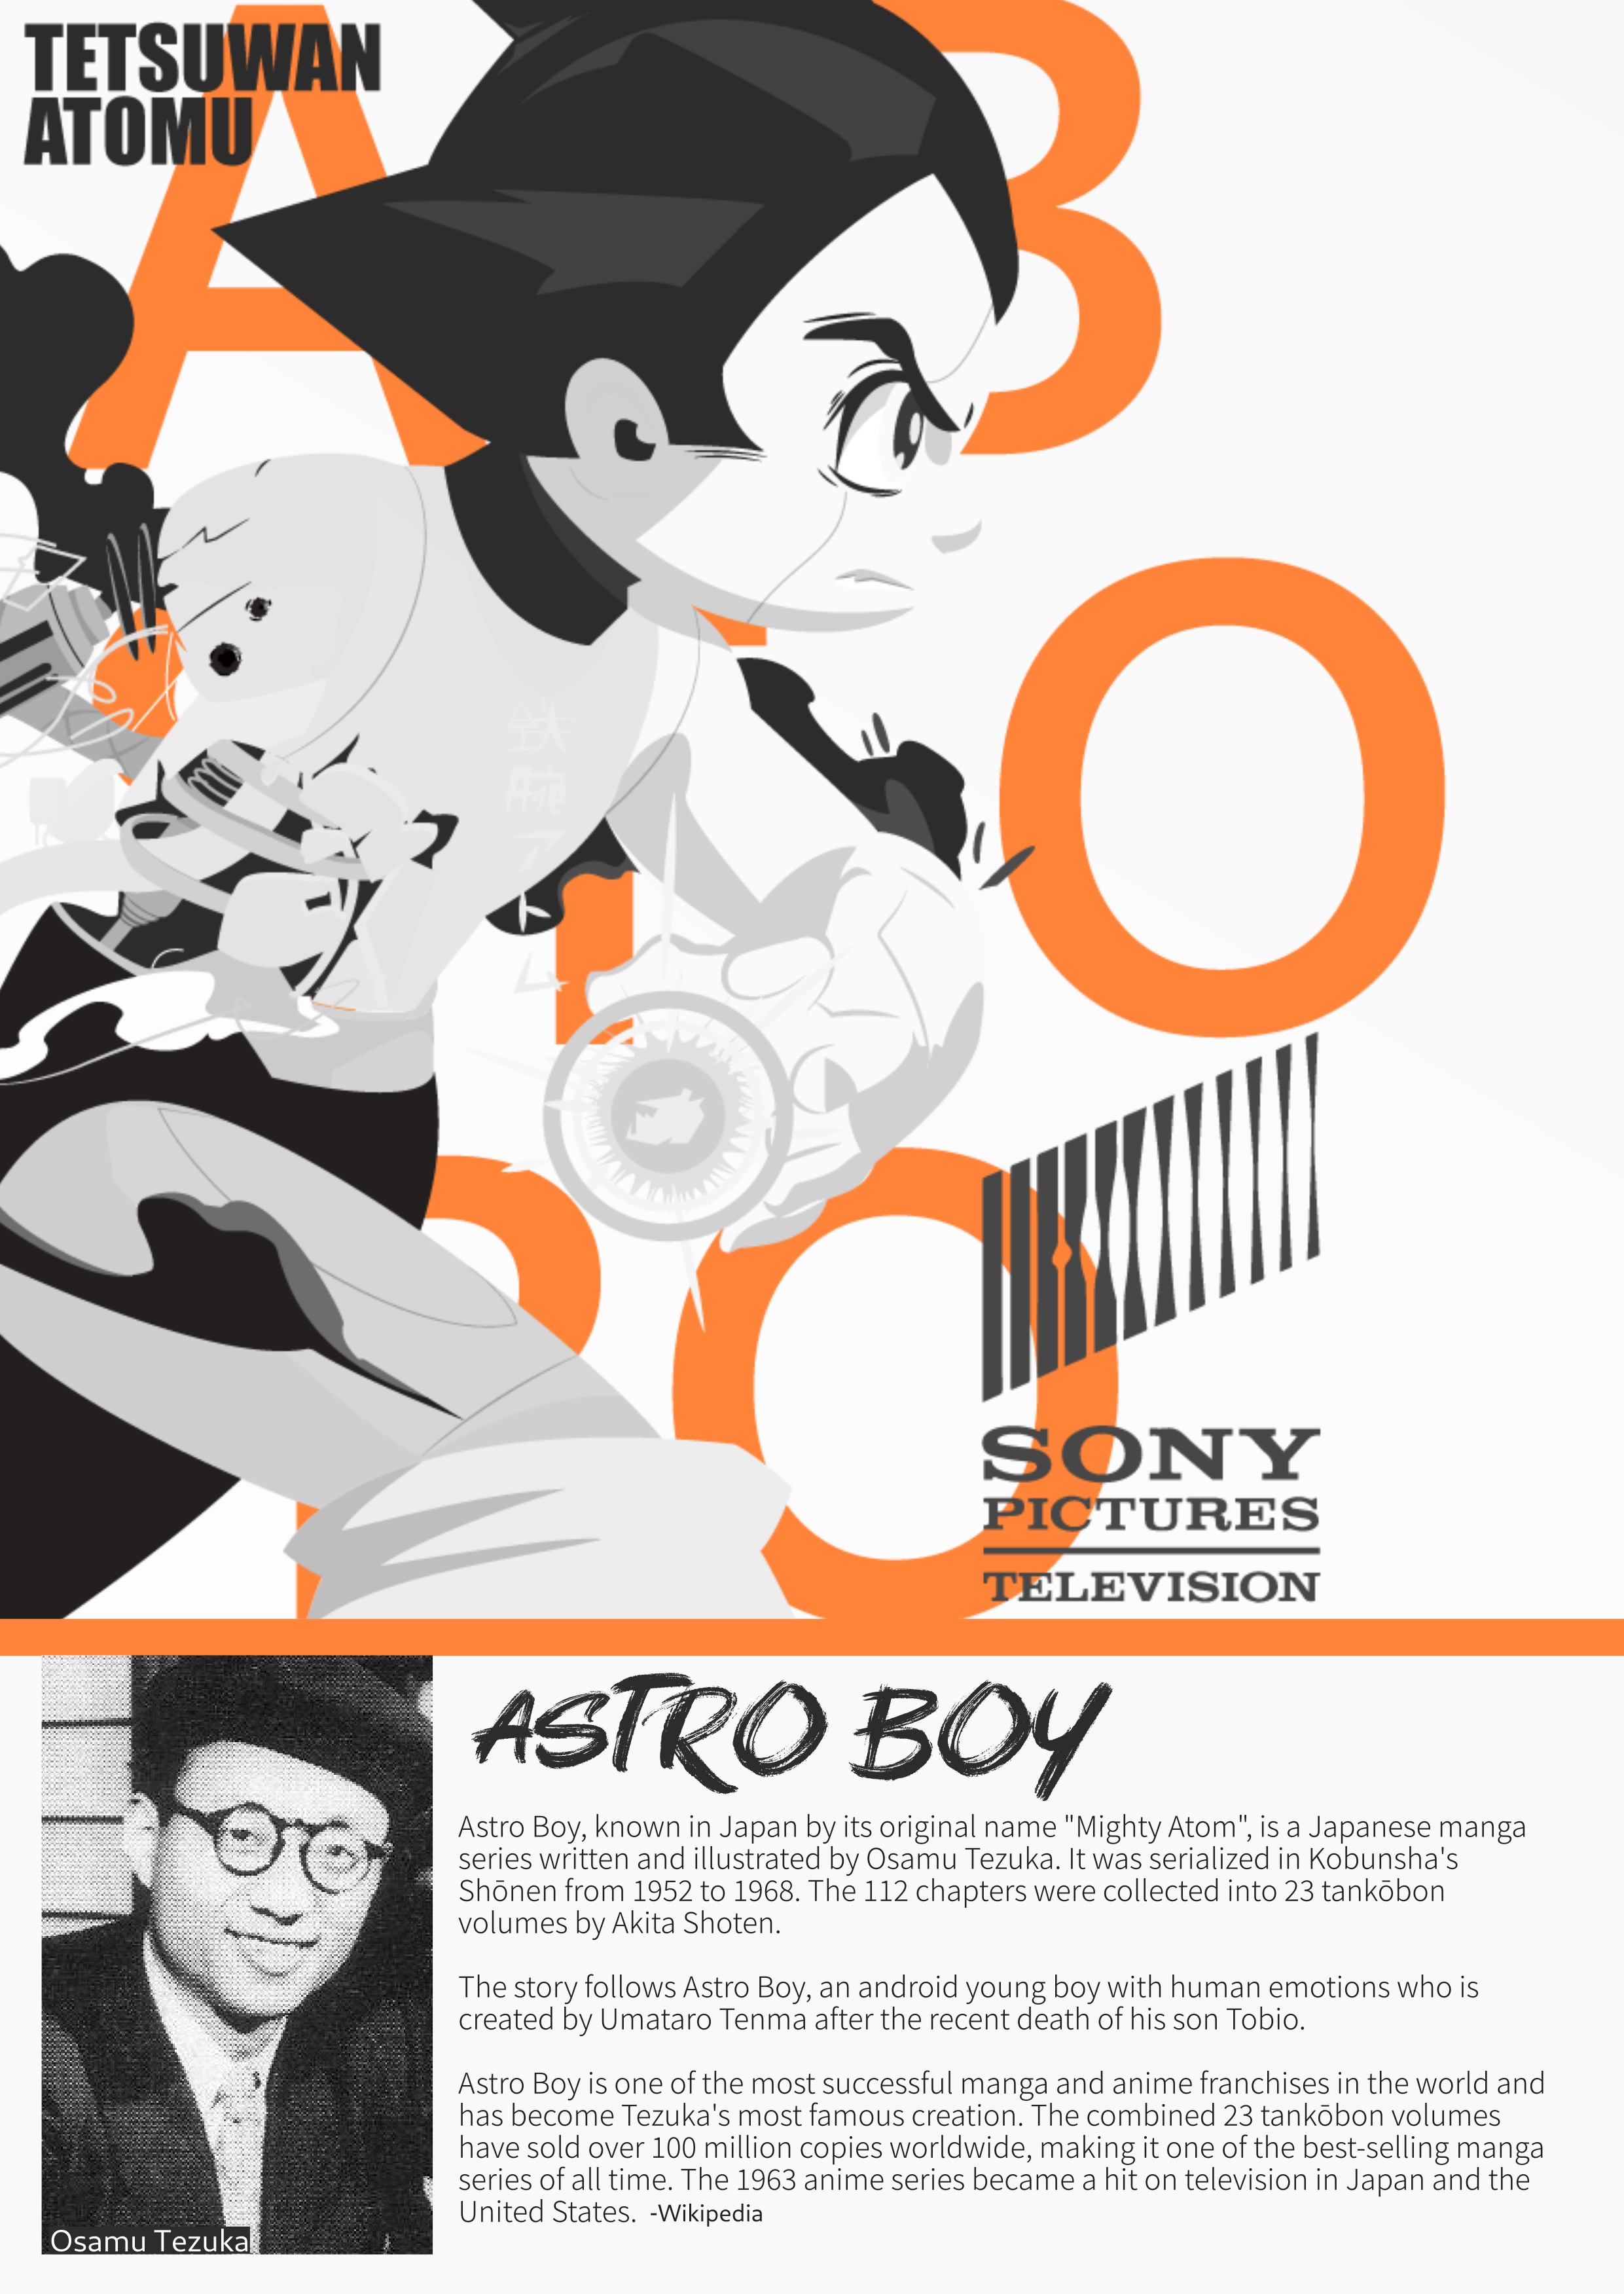 TETSUWAN
ATOMU
A B
O
O
鉄
腕
ア
ト
ム
SONY
PICTURES
TELEVISION
ASTRO BOY
Astro Boy, known in Japan by its original name "Mighty Atom", is a Japanese manga
series written and illustrated by Osamu Tezuka. It was serialized in Kobunsha's
Shōnen from 1952 to 1968. The 112 chapters were collected into 23 tankōbon
volumes by Akita Shoten.
The story follows Astro Boy, an android young boy with human emotions who is
created by Umataro Tenma after the recent death of his son Tobio.
Astro Boy is one of the most successful manga and anime franchises in the world and
has become Tezuka's most famous creation. The combined 23 tankōbon volumes
have sold over 100 million copies worldwide, making it one of the best-selling manga
series of all time. The 1963 anime series became a hit on television in Japan and the
United States. -Wikipedia
Osamu Tezuka